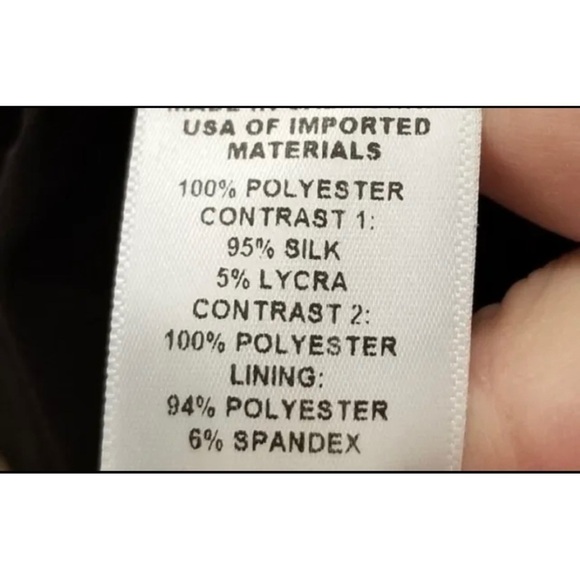 USA OF IMPORTED
MATERIALS
100% POLYESTER
CONTRAST 1:
95% SILK
5% LYCRA
CONTRAST 2:
100% POLYESTER
LINING:
94% POLYESTER
6% SPANDEX